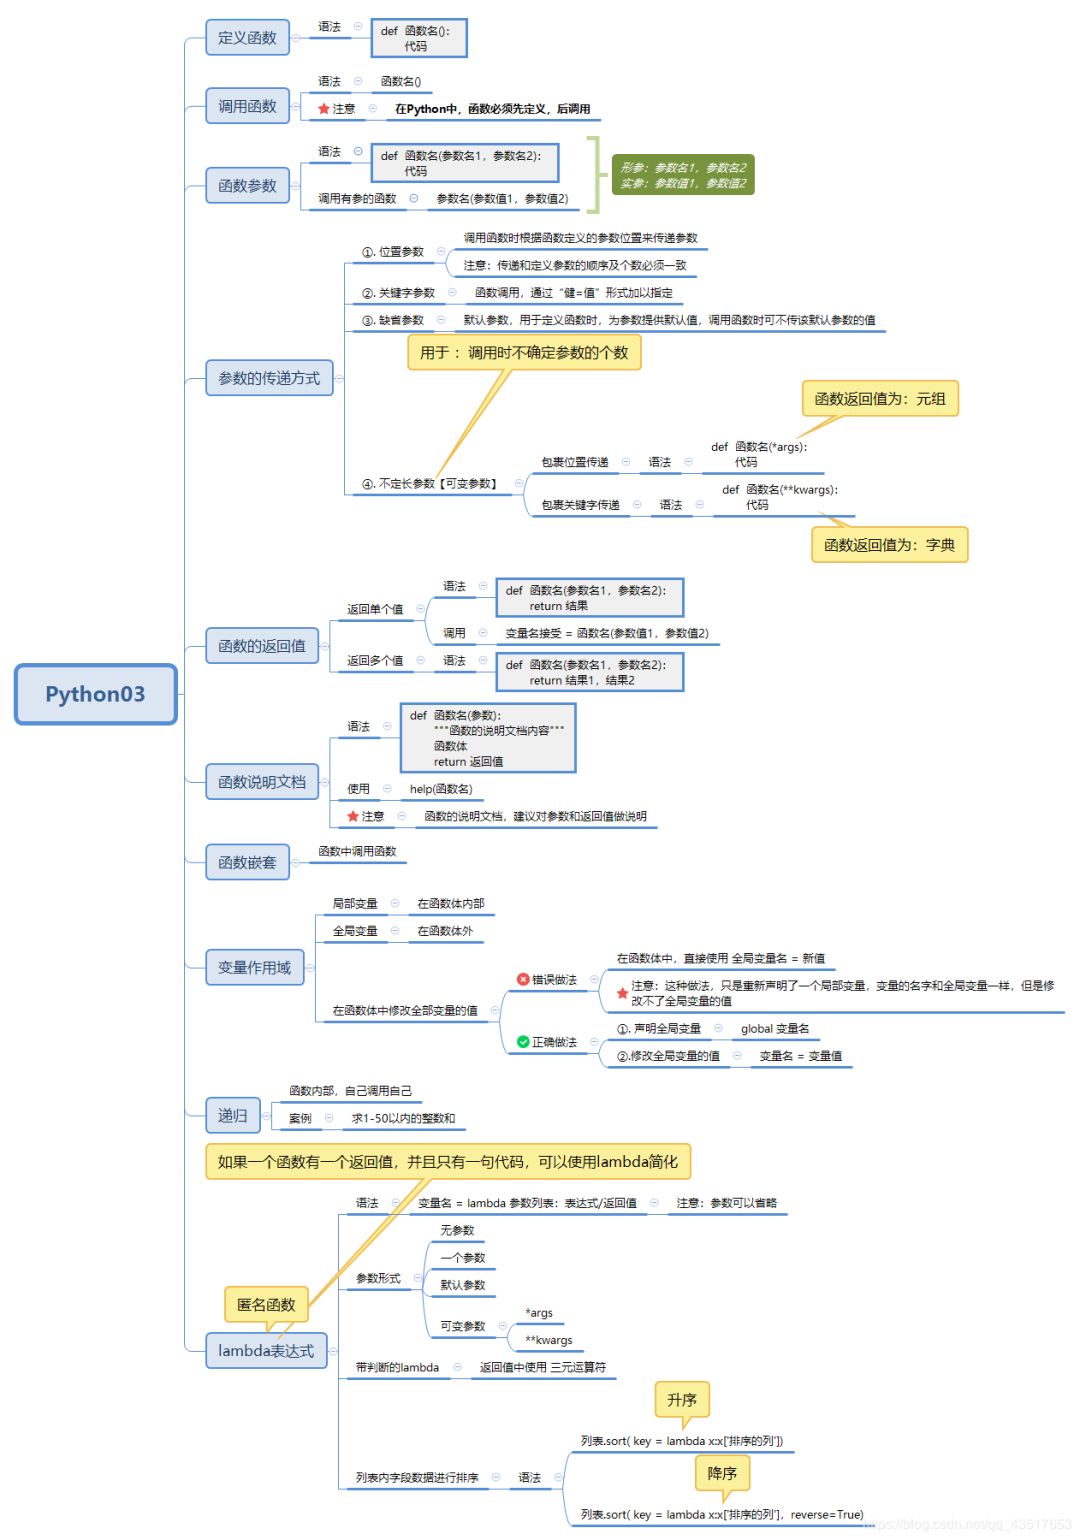 定义函数
语法
def 函数名():
代码
调用函数
语法
函数名()
注意
在Python中，函数必须先定义，后调用
函数参数
语法
def 函数名(参数名1，参数名2):
代码
调用有参的函数
参数名(参数值1，参数值2)
形参：参数名1，参数名2
实参：参数值1，参数值2
参数的传递方式
①. 位置参数
调用函数时根据函数定义的参数位置来传递参数
注意：传递和定义参数的顺序及个数必须一致
②. 关键字参数
函数调用，通过“健=值”形式加以指定
③. 缺省参数
默认参数，用于定义函数时，为参数提供默认值，调用函数时可不传该默认参数的值
用于 ：调用时不确定参数的个数
④. 不定长参数【可变参数】
包裹位置传递
语法
def 函数名(*args):
代码
函数返回值为：元组
包裹关键字传递
语法
def 函数名(**kwargs):
代码
函数返回值为：字典
函数的返回值
返回单个值
语法
def 函数名(参数名1，参数名2):
return 结果
调用
变量名接受 = 函数名(参数值1，参数值2)
返回多个值
语法
def 函数名(参数名1，参数名2):
return 结果1，结果2
Python03
函数说明文档
语法
def 函数名(参数):
"""函数的说明文档内容"""
函数体
return 返回值
使用
help(函数名)
注意
函数的说明文档，建议对参数和返回值做说明
函数嵌套
函数中调用函数
变量作用域
局部变量
在函数体内部
全局变量
在函数体外
在函数体中修改全部变量的值
错误做法
在函数体中，直接使用 全局变量名 = 新值
注意：这种做法，只是重新声明了一个局部变量，变量的名字和全局变量一样，但是修
改不了全局变量的值
正确做法
①. 声明全局变量
global 变量名
②.修改全局变量的值
变量名 = 变量值
递归
函数内部，自己调用自己
案例
求1-50以内的整数和
如果一个函数有一个返回值，并且只有一句代码，可以使用lambda简化
匿名函数
lambda表达式
语法
变量名 = lambda 参数列表：表达式/返回值
注意：参数可以省略
参数形式
无参数
一个参数
默认参数
可变参数
*args
**kwargs
带判断的lambda
返回值中使用 三元运算符
列表内字段数据进行排序
语法
升序
列表.sort( key = lambda x:x['排序的列'])
降序
列表.sort( key = lambda x:x['排序的列']，reverse=True)
https://blog.csdn.net/qq_43517653